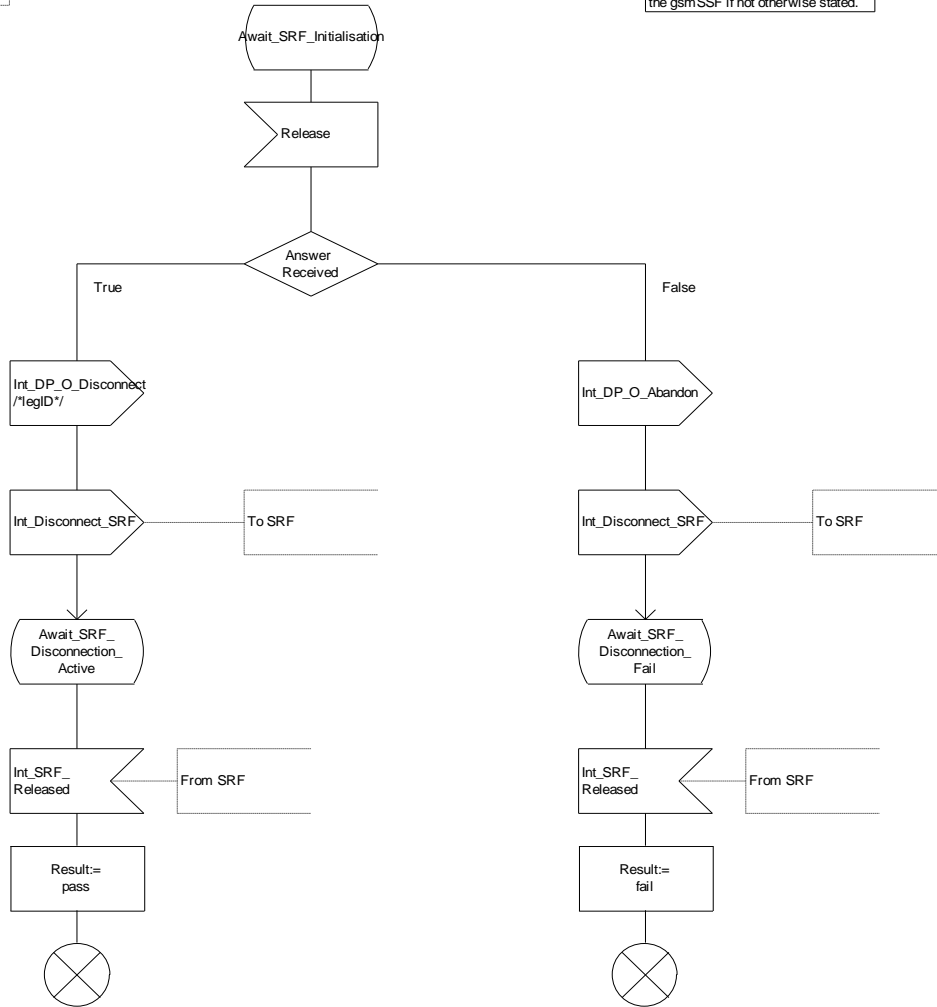 the gsmSSF if not otherwise stated.
Await_SRF_Initialisation
Release
Answer
Received
True
False
Int_DP_O_Disconnect
/*legID*/
Int_DP_O_Abandon
Int_Disconnect_SRF
To SRF
Int_Disconnect_SRF
To SRF
Await_SRF_
Disconnection_
Active
Await_SRF_
Disconnection_
Fail
Int_SRF_
Released
From SRF
Int_SRF_
Released
From SRF
Result:=
pass
Result:=
fail